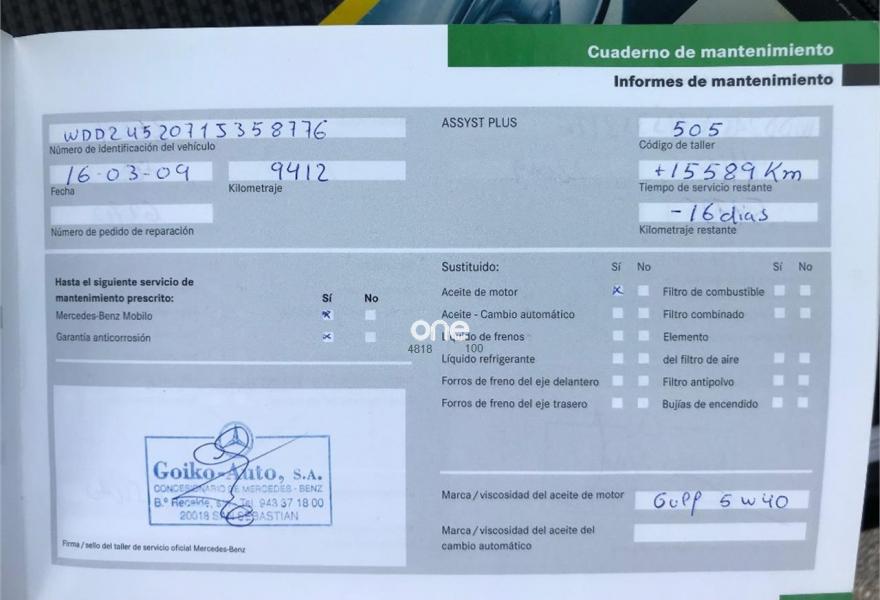 Cuaderno de mantenimiento
Informes de mantenimiento
WDD2452071J358776
Número de identificación del vehículo
ASSYST PLUS
505
Código de taller
16-03-09
Fecha
9412
Kilometraje
+15589 Km
Tiempo de servicio restante
-16 dias
Kilometraje restante
Número de pedido de reparación
Hasta el siguiente servicio de
mantenimiento prescrito: Sí No
Mercedes-Benz Mobilo x
Garantía anticorrosión x
Sustituido: Sí No Sí No
Aceite de motor x Filtro de combustible
Aceite - Cambio automático Filtro combinado
Líquido de frenos Elemento
Líquido refrigerante del filtro de aire
Forros de freno del eje delantero Filtro antipolvo
Forros de freno del eje trasero Bujías de encendido
one
4818 100
Goiko-Auto, S.A.
CONCESIONARIO DE MERCEDES-BENZ
Bº Recalde, Tel. 943 37 18 00
20018 SAN SEBASTIAN
Firma/sello del taller de servicio oficial Mercedes-Benz
Marca/viscosidad del aceite de motor
5W40
Marca/viscosidad del aceite del
cambio automático